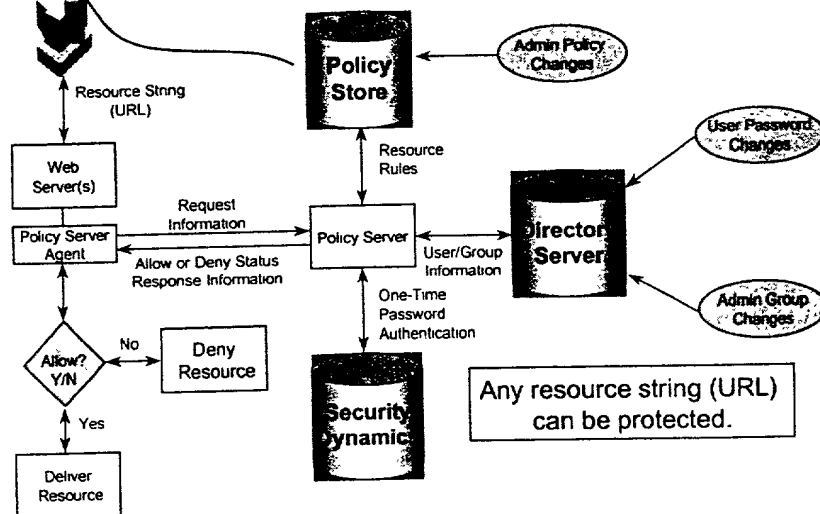 Admin Policy
Changes
Policy
Store
Resource String
(URL)
User Password
Changes
Resource
Rules
Web
Server(s)
Request
Information
Policy Server
Agent
Policy Server
Director
Server
Allow or Deny Status
Response Information
User/Group
Information
One-Time
Password
Authentication
Admin Group
Changes
No
Allow?
Y/N
Deny
Resource
Any resource string (URL)
can be protected.
Security
Dynamic
Yes
Deliver
Resource